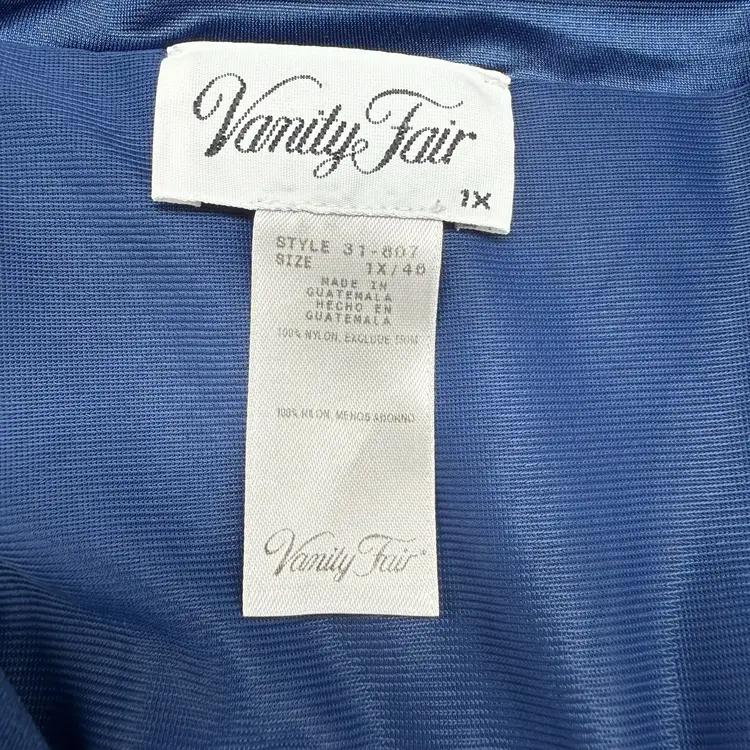 Vanity Fair
1X
STYLE 31-807
SIZE 1X/46
MADE IN
GUATEMALA
HECHO EN
GUATEMALA
100% NYLON, EXCLUDE TRIM
100% NILON, MENOS ADORNO
Vanity Fair®